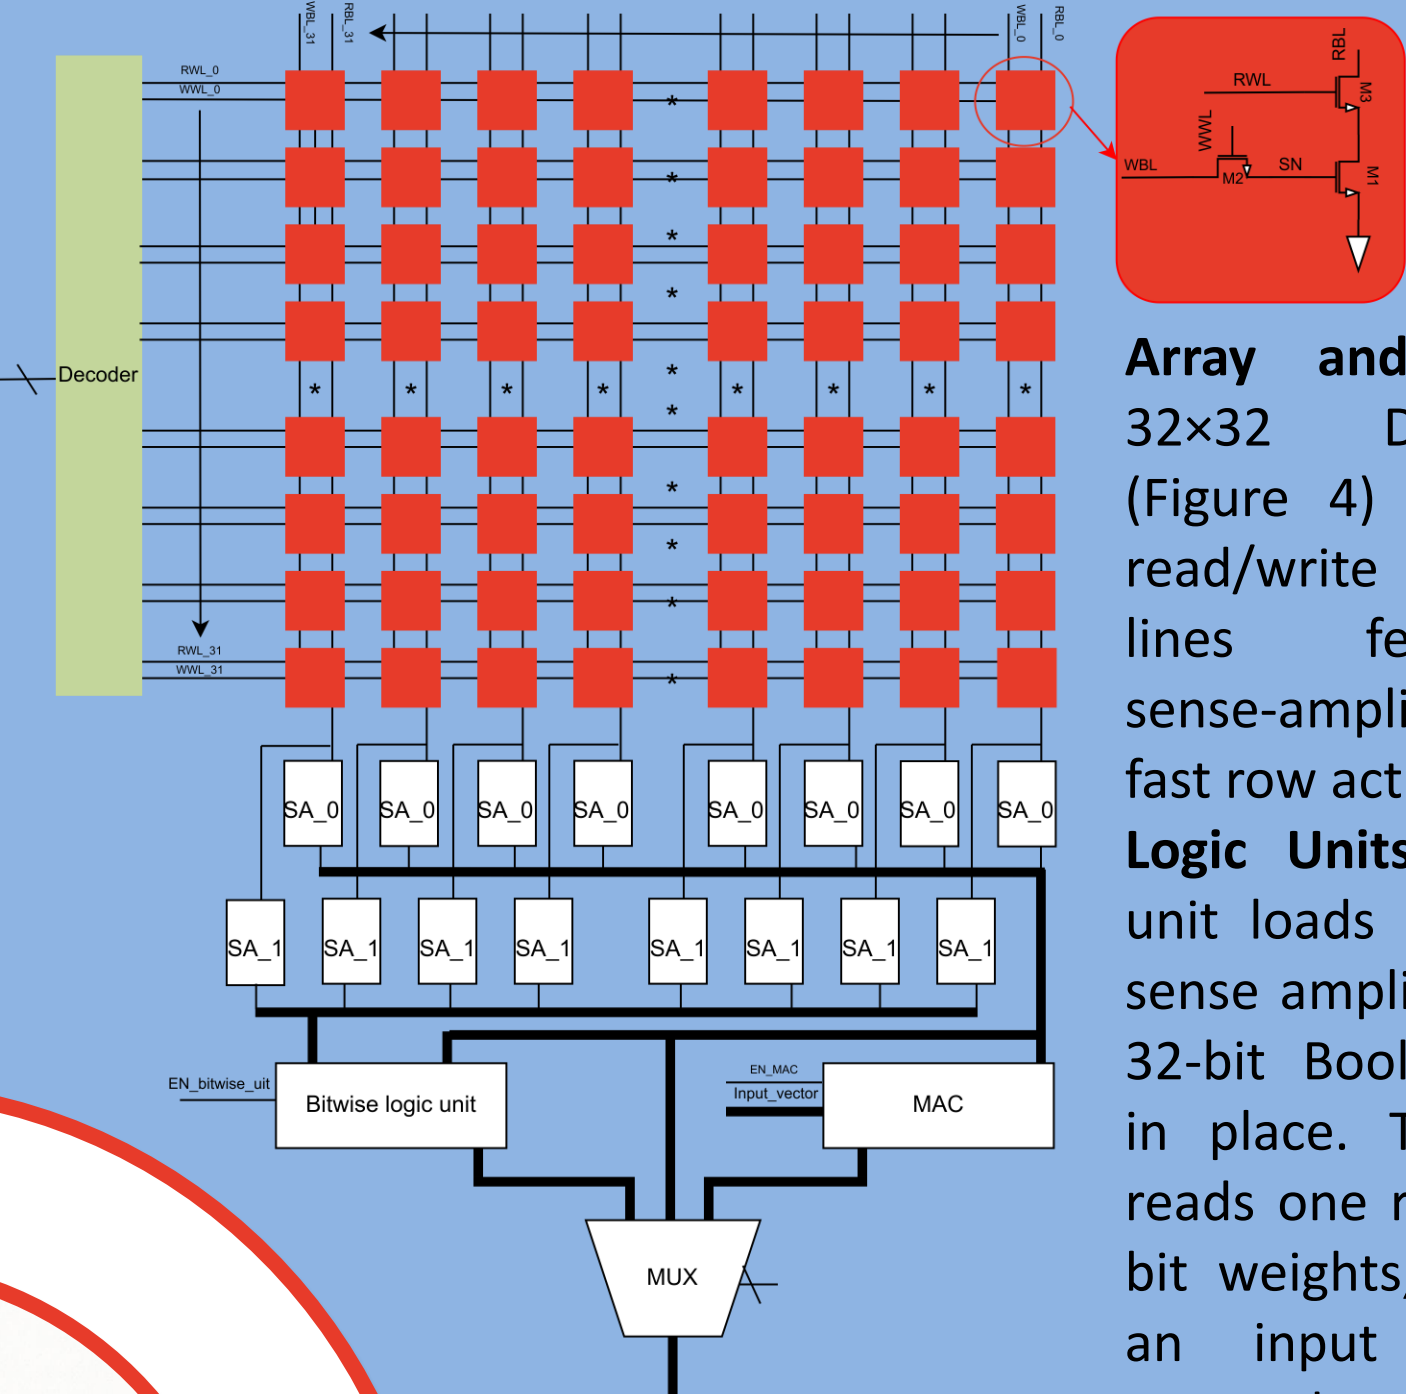 WBL_31
RBL_31
WBL_0
RBL_0
RWL_0
WWL_0
*
*
*
*
*
* * * * * * * *
*
*
*
*
*
Decoder
RWL_31
WWL_31
RBL
RWL
M3
WWL
WBL
M2
SN
M1
SA_0 SA_0 SA_0 SA_0 SA_0 SA_0 SA_0 SA_0
SA_1 SA_1 SA_1 SA_1 SA_1 SA_1 SA_1 SA_1
EN_bitwise_uit
Bitwise logic unit
EN_MAC
Input_vector
MAC
MUX
Array and
32×32
(Figure 4)
read/write
lines fe
sense-ampli
fast row act
Logic Units
unit loads
sense ampli
32-bit Bool
in place. T
reads one r
bit weights,
an input